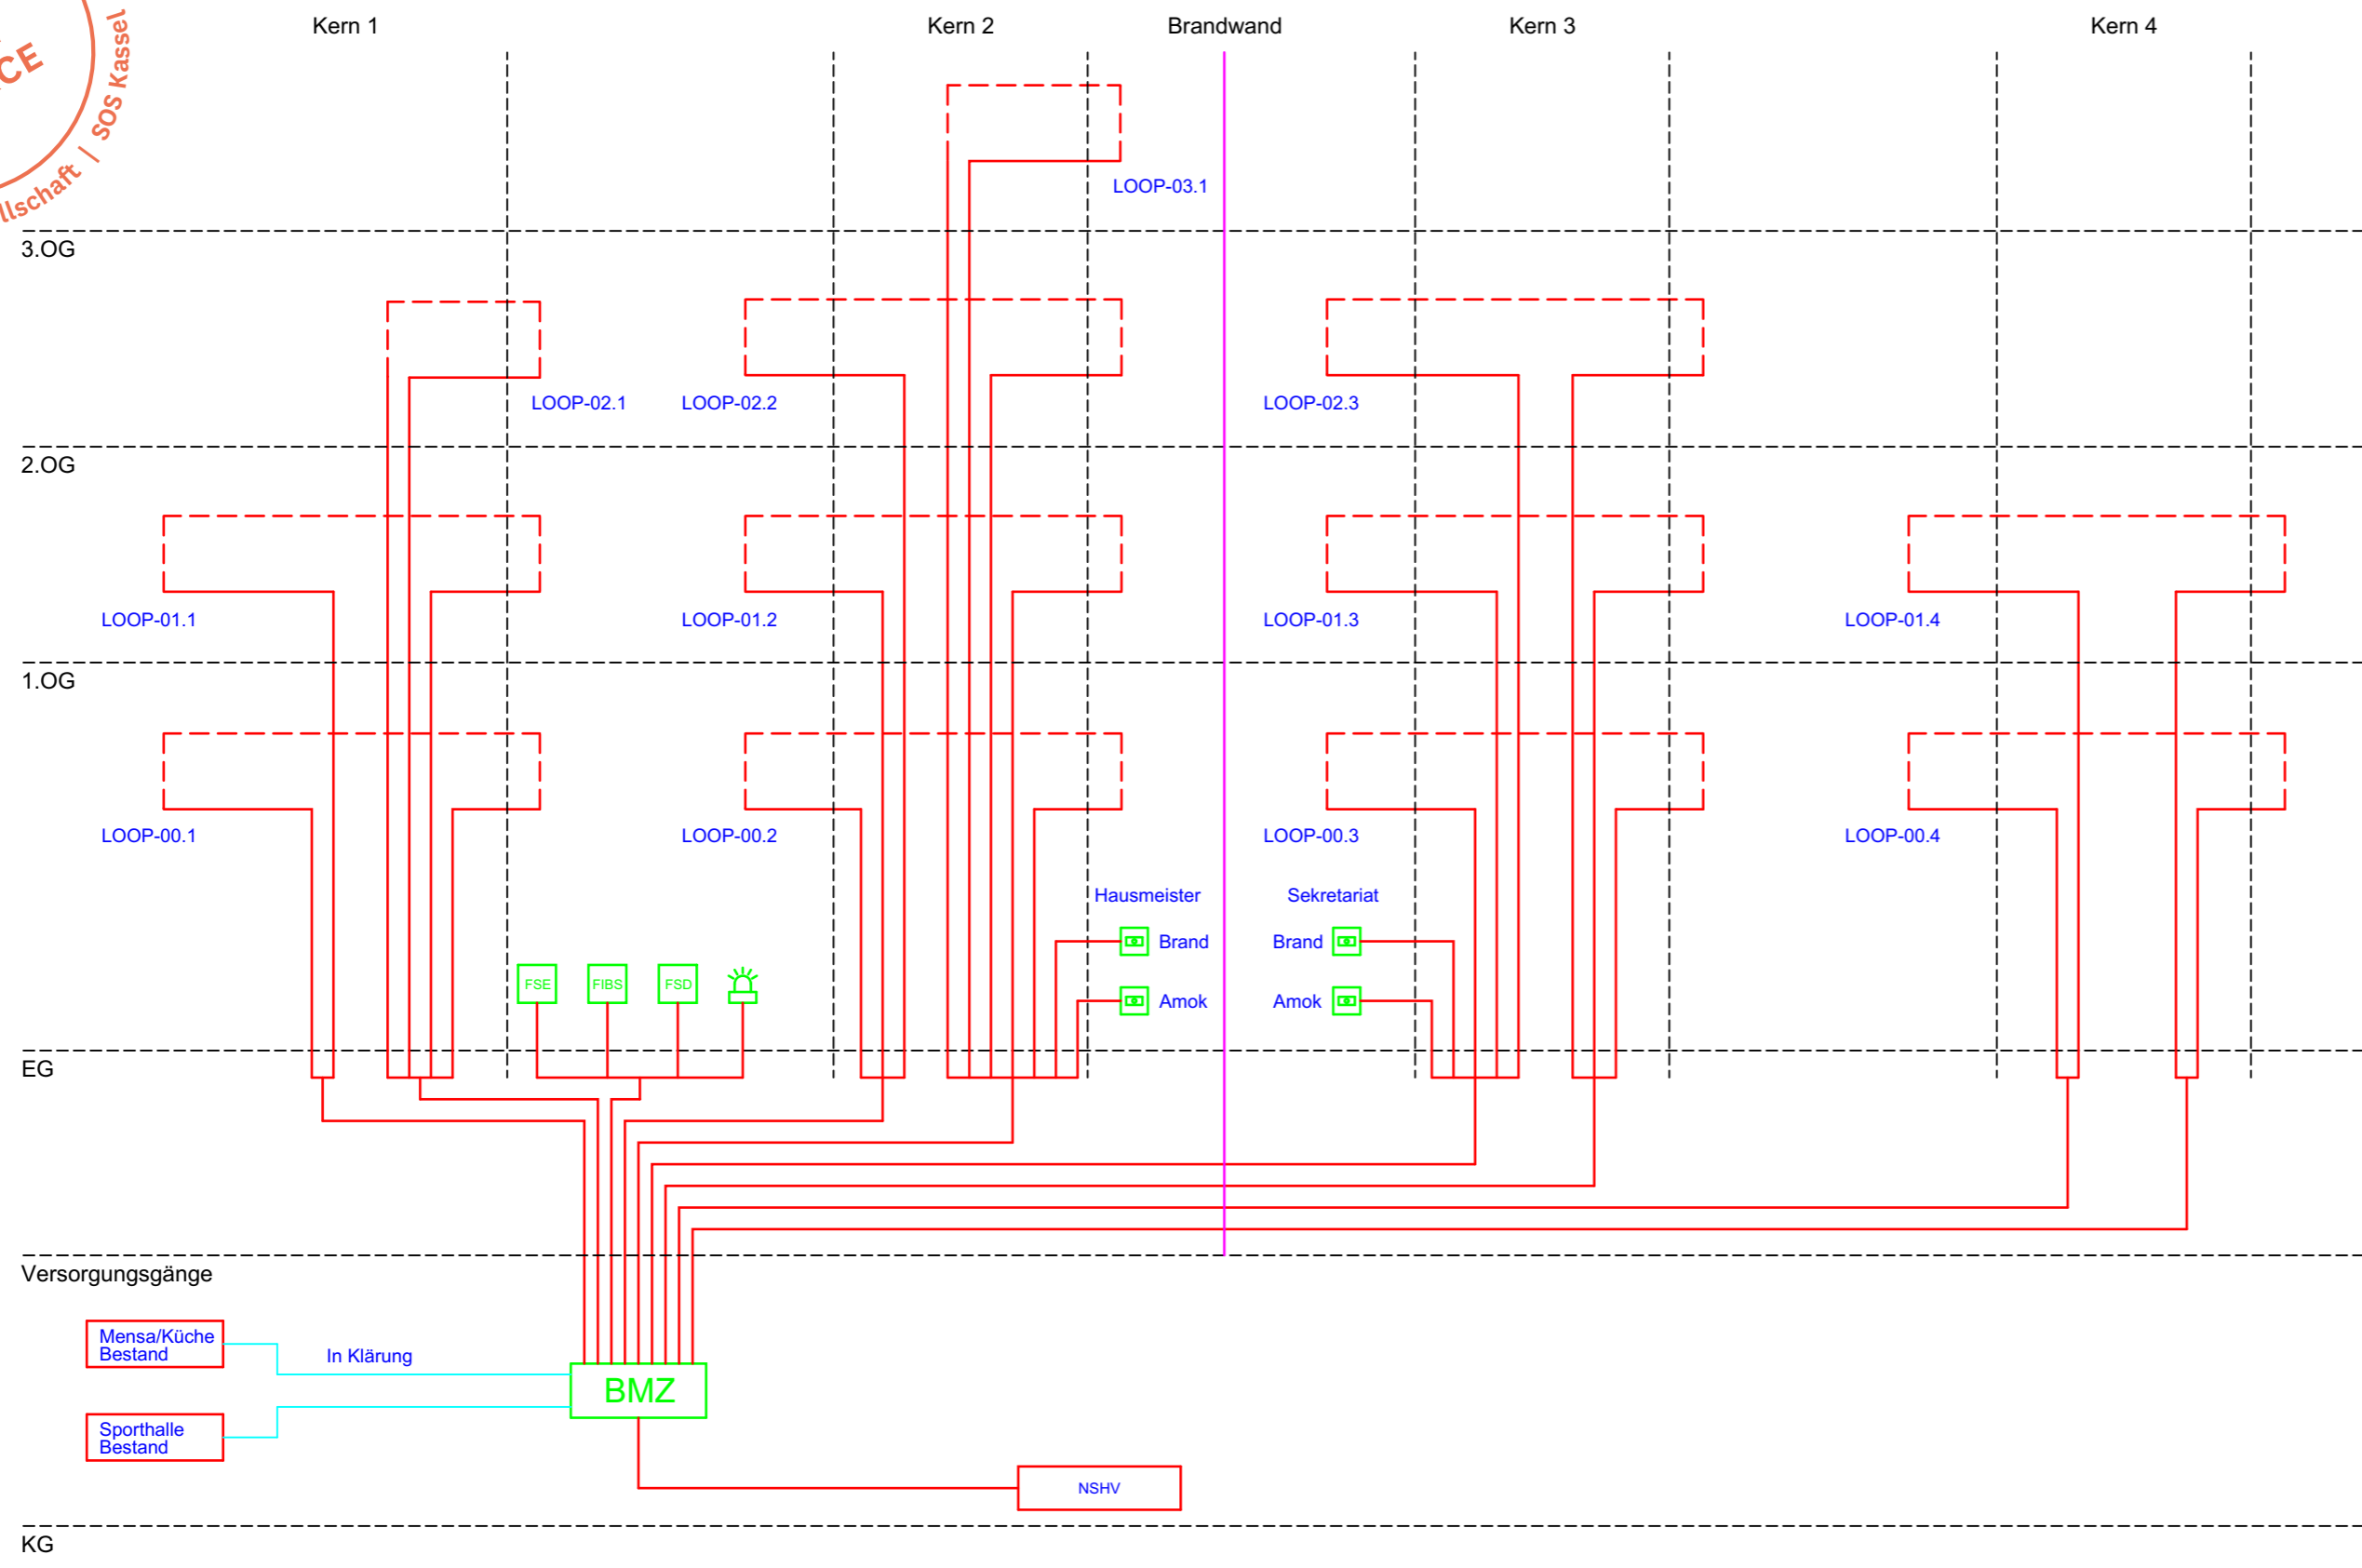 Kern 1
Kern 2
Brandwand
Kern 3
Kern 4
CE
llschaft | SOS Kassel
LOOP-03.1
3.OG
LOOP-02.1
LOOP-02.2
LOOP-02.3
2.OG
LOOP-01.1
LOOP-01.2
LOOP-01.3
LOOP-01.4
1.OG
LOOP-00.1
LOOP-00.2
LOOP-00.3
LOOP-00.4
Hausmeister
Sekretariat
Brand
Brand
FSE
FIBS
FSD
Amok
Amok
EG
Versorgungsgänge
Mensa/Küche
Bestand
In Klärung
BMZ
Sporthalle
Bestand
NSHV
KG